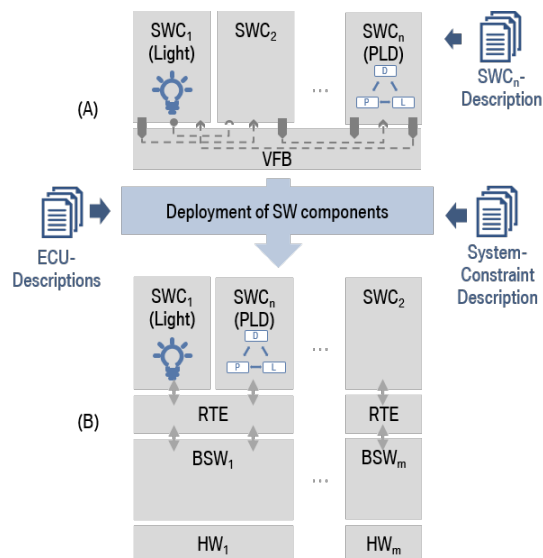 SWC₁
(Light)
SWC₂
SWCₙ
(PLD)
D
P
L
...
SWCₙ-
Description
(A)
VFB
Deployment of SW components
ECU-
Descriptions
System-
Constraint
Description
SWC₁
(Light)
SWCₙ
(PLD)
D
P
L
...
SWC₂
(B)
RTE
RTE
BSW₁
...
BSWₘ
HW₁
HWₘ